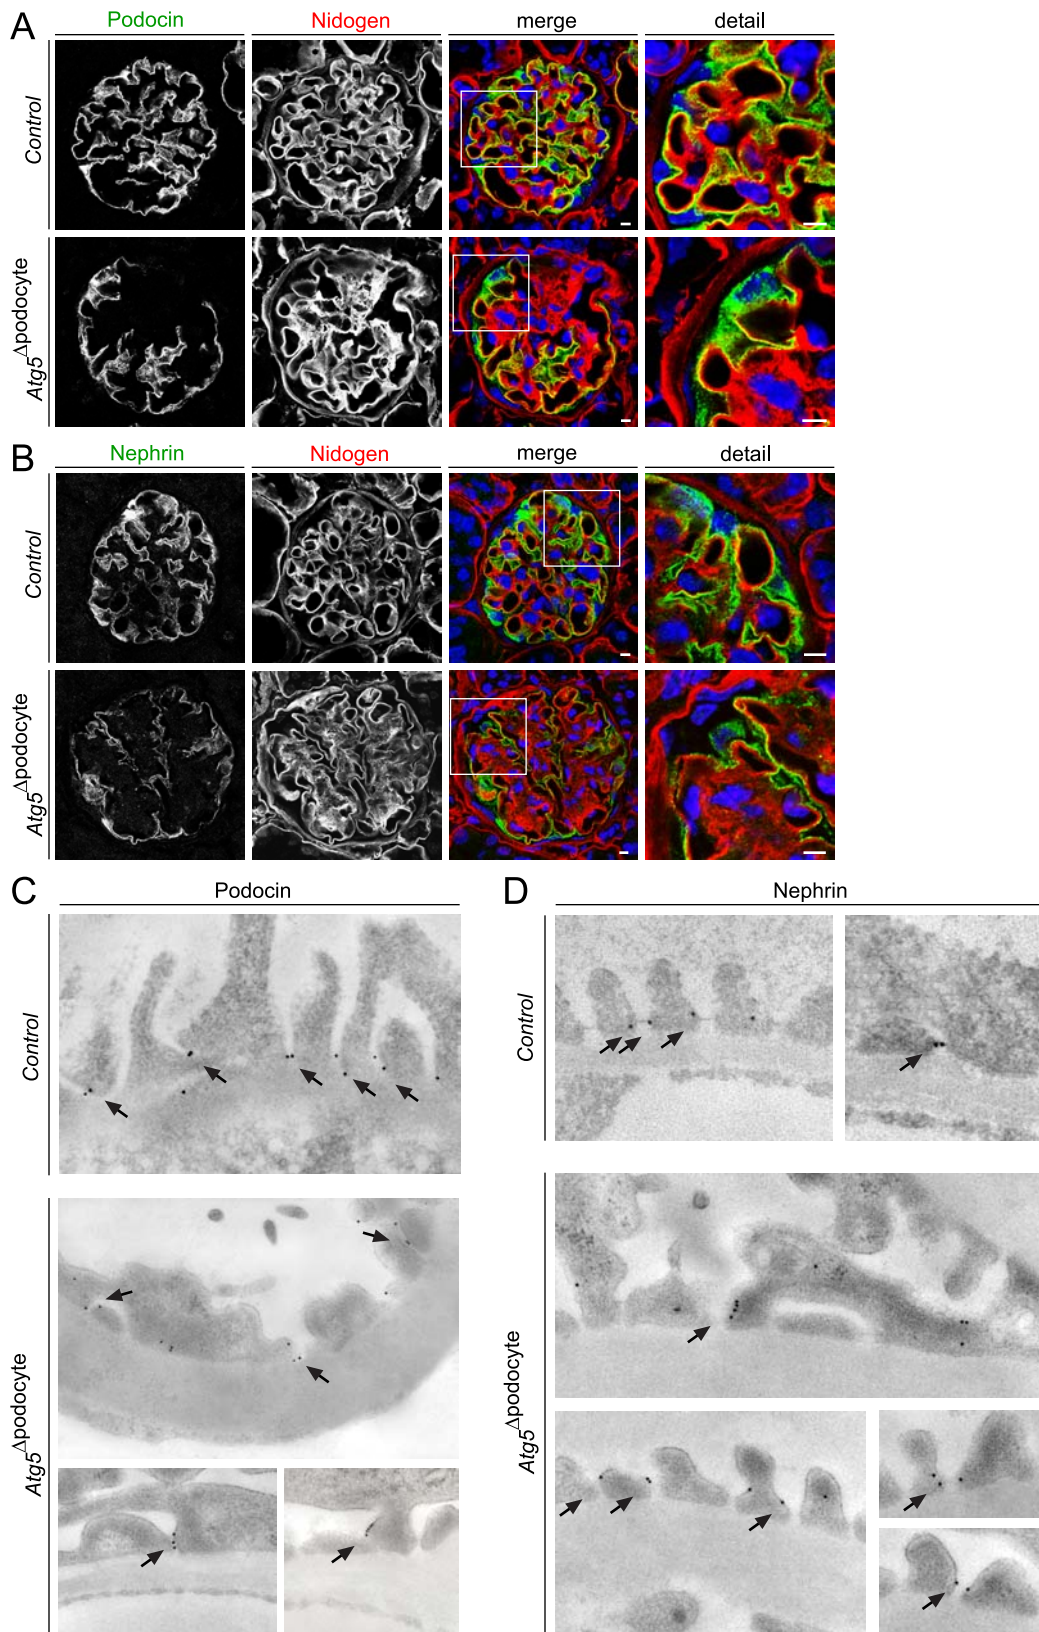 A
Podocin
Nidogen
merge
detail
Control
Atg5Δpodocyte
B
Nephrin
Nidogen
merge
detail
Control
Atg5Δpodocyte
C
Podocin
Control
Atg5Δpodocyte
D
Nephrin
Control
Atg5Δpodocyte